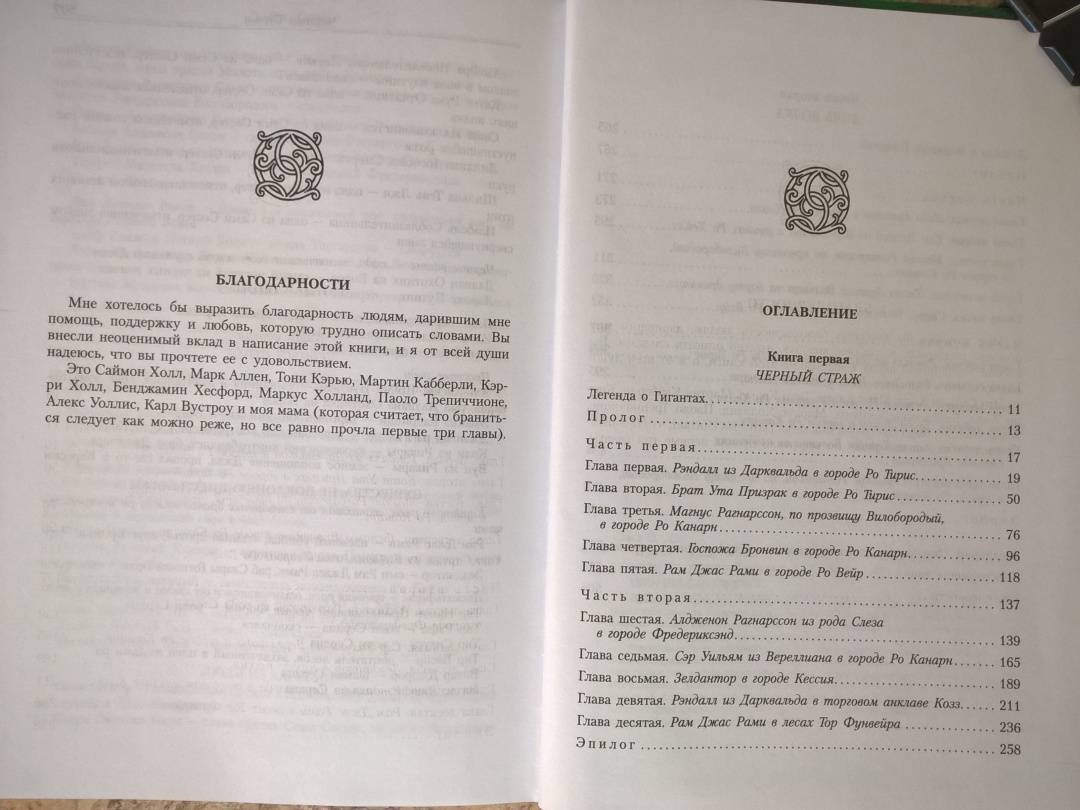 БЛАГОДАРНОСТИ
Мне хотелось бы выразить благодарность людям, дарившим мне
помощь, поддержку и любовь, которую трудно описать словами. Вы
внесли неоценимый вклад в написание этой книги, и я от всей души
надеюсь, что вы прочтете ее с удовольствием.
Это Саймон Холл, Марк Аллен, Тони Кэрью, Мартин Кабберли, Кэр-
ри Холл, Бенджамин Хесфорд, Маркус Холланд, Паоло Трепиччионе,
Алекс Уоллис, Карл Вустроу и моя мама (которая считает, что бранить-
ся следует как можно реже, но все равно прочла первые три главы).
ОГЛАВЛЕНИЕ
Книга первая
ЧЕРНЫЙ СТРАЖ
Легенда о Гигантах. 11
Пролог 13
Часть первая 17
Глава первая. Рэндалл из Дарквальда в городе Ро Тирис. 19
Глава вторая. Брат Ута Призрак в городе Ро Тирис 50
Глава третья. Магнус Рагнарссон, по прозвищу Вилобородый,
в городе Ро Канарн 76
Глава четвертая. Госпожа Бронвин в городе Ро Канарн. 96
Глава пятая. Рам Джас Рами в городе Ро Вейр 118
Часть вторая 137
Глава шестая. Алдженон Рагнарссон из рода Слеза
в городе Фредериксэнд. 139
Глава седьмая. Сэр Уильям из Вереллиана в городе Ро Канарн 165
Глава восьмая. Зелдантор в городе Кессия. 189
Глава девятая. Рэндалл из Дарквальда в торговом анклаве Козз. 211
Глава десятая. Рам Джас Рами в лесах Тор Фунвейра 236
Эпилог 258